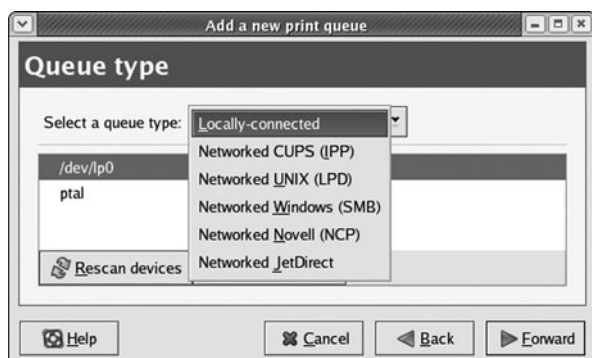 Add a new print queue
Queue type
Select a queue type:
Locally-connected
Networked CUPS (IPP)
Networked UNIX (LPD)
Networked Windows (SMB)
Networked Novell (NCP)
Networked JetDirect
/dev/lp0
ptal
Rescan devices
Help
Cancel
Back
Forward